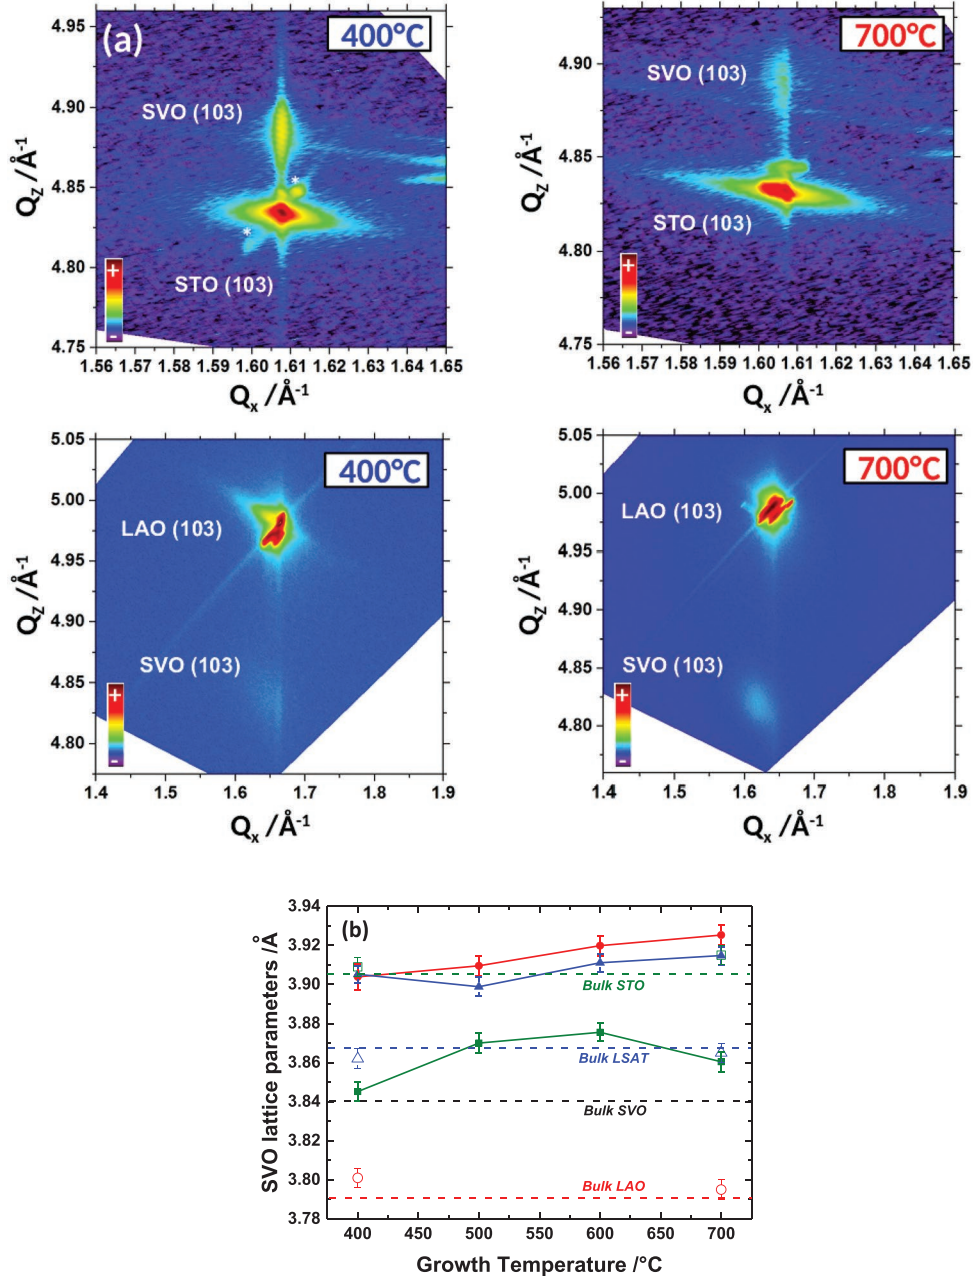 (a)
400°C
SVO (103)
*
*
STO (103)
+
-
4.95
4.90
4.85
4.80
4.75
Qz /Å-1
1.56 1.57 1.58 1.59 1.60 1.61 1.62 1.63 1.64 1.65
Qx /Å-1
700°C
SVO (103)
STO (103)
+
-
4.90
4.85
4.80
4.75
Qz /Å-1
1.56 1.57 1.58 1.59 1.60 1.61 1.62 1.63 1.64 1.65
Qx /Å-1
400°C
LAO (103)
SVO (103)
+
-
5.05
5.00
4.95
4.90
4.85
4.80
Qz /Å-1
1.4 1.5 1.6 1.7 1.8 1.9
Qx /Å-1
700°C
LAO (103)
SVO (103)
+
-
5.05
5.00
4.95
4.90
4.85
4.80
Qz /Å-1
1.4 1.5 1.6 1.7 1.8 1.9
Qx /Å-1
(b)
3.94
3.92
3.90
3.88
3.86
3.84
3.82
3.80
3.78
SVO lattice parameters /Å
Bulk STO
Bulk LSAT
Bulk SVO
Bulk LAO
400 450 500 550 600 650 700
Growth Temperature /°C